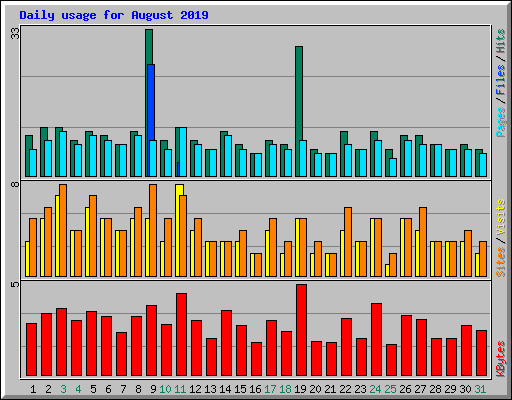 Daily usage for August 2019
33
8
5
Pages / Files / Hits
Sites / Visits
KBytes
1 2 3 4 5 6 7 8 9 10 11 12 13 14 15 16 17 18 19 20 21 22 23 24 25 26 27 28 29 30 31